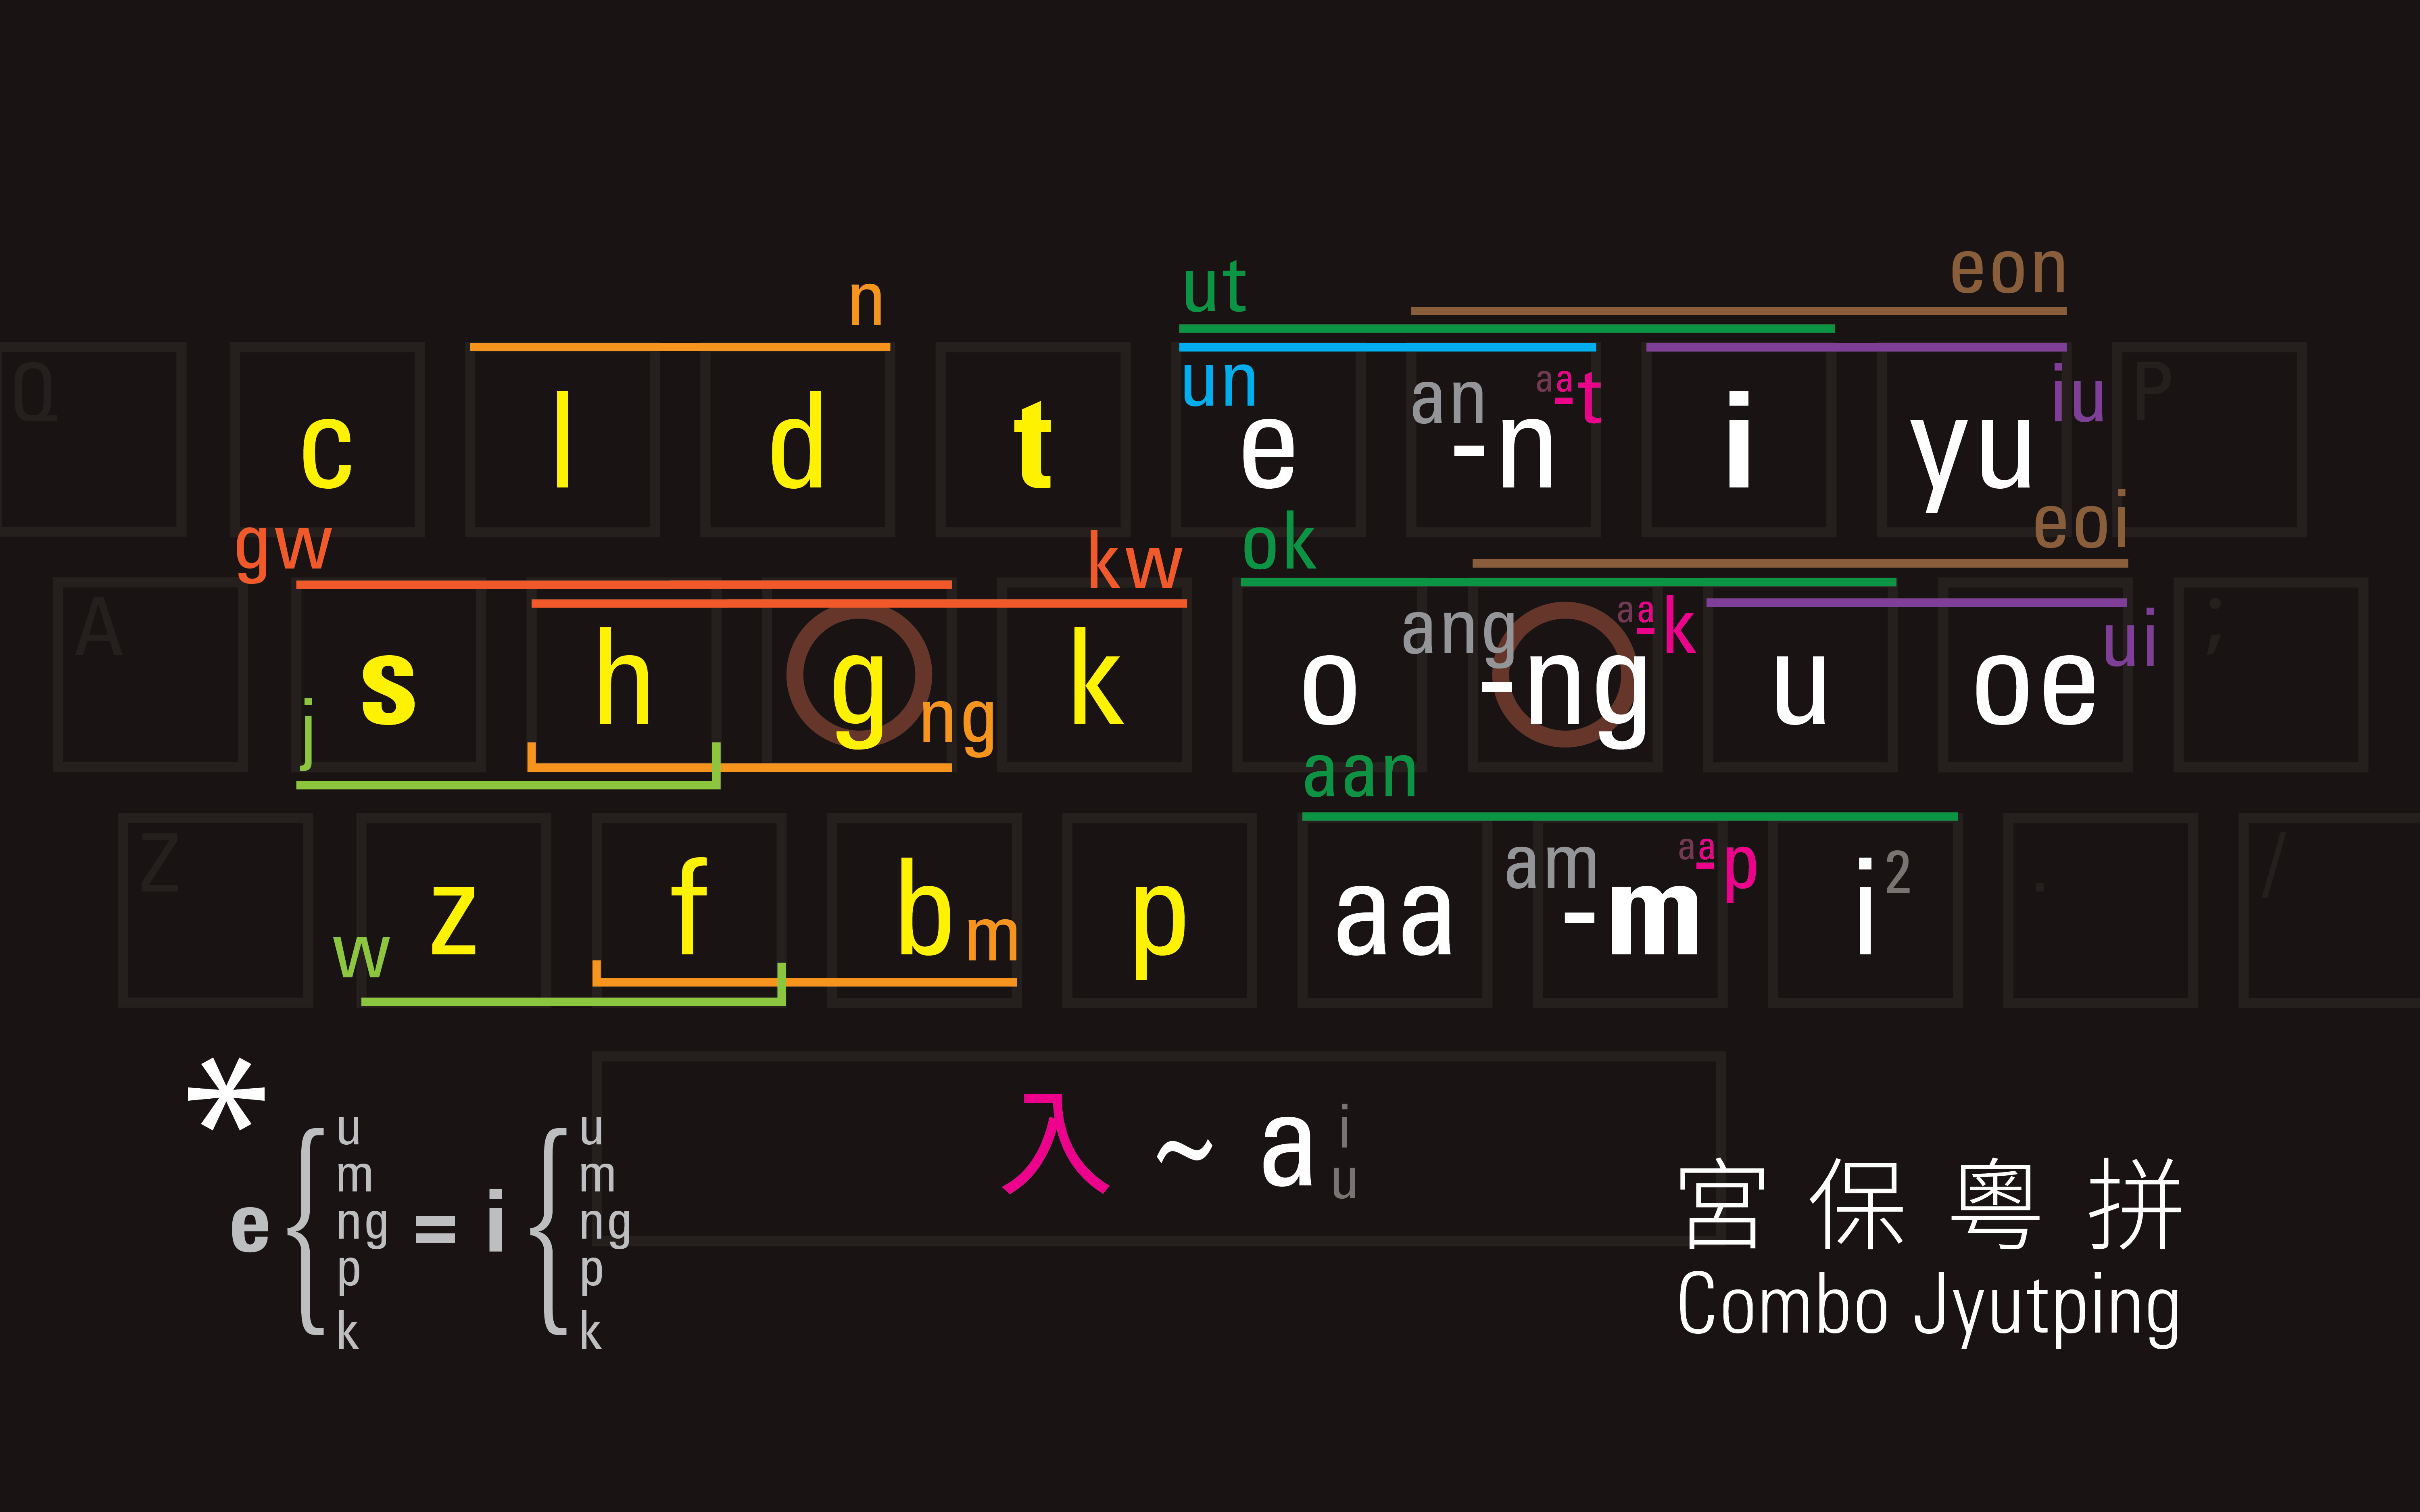 n ut eon
Q c l d t un e an -n aa-t i yu iu P
gw kw ok eoi
A j s h g ng k o ang -ng aa-k u oe ui ;
aan
Z w z f b m p aa am -m aa-p i2 . /
* e { u m ng p k = i { u m ng p k
入 ~ a i u
宮保粵拼
Combo Jyutping